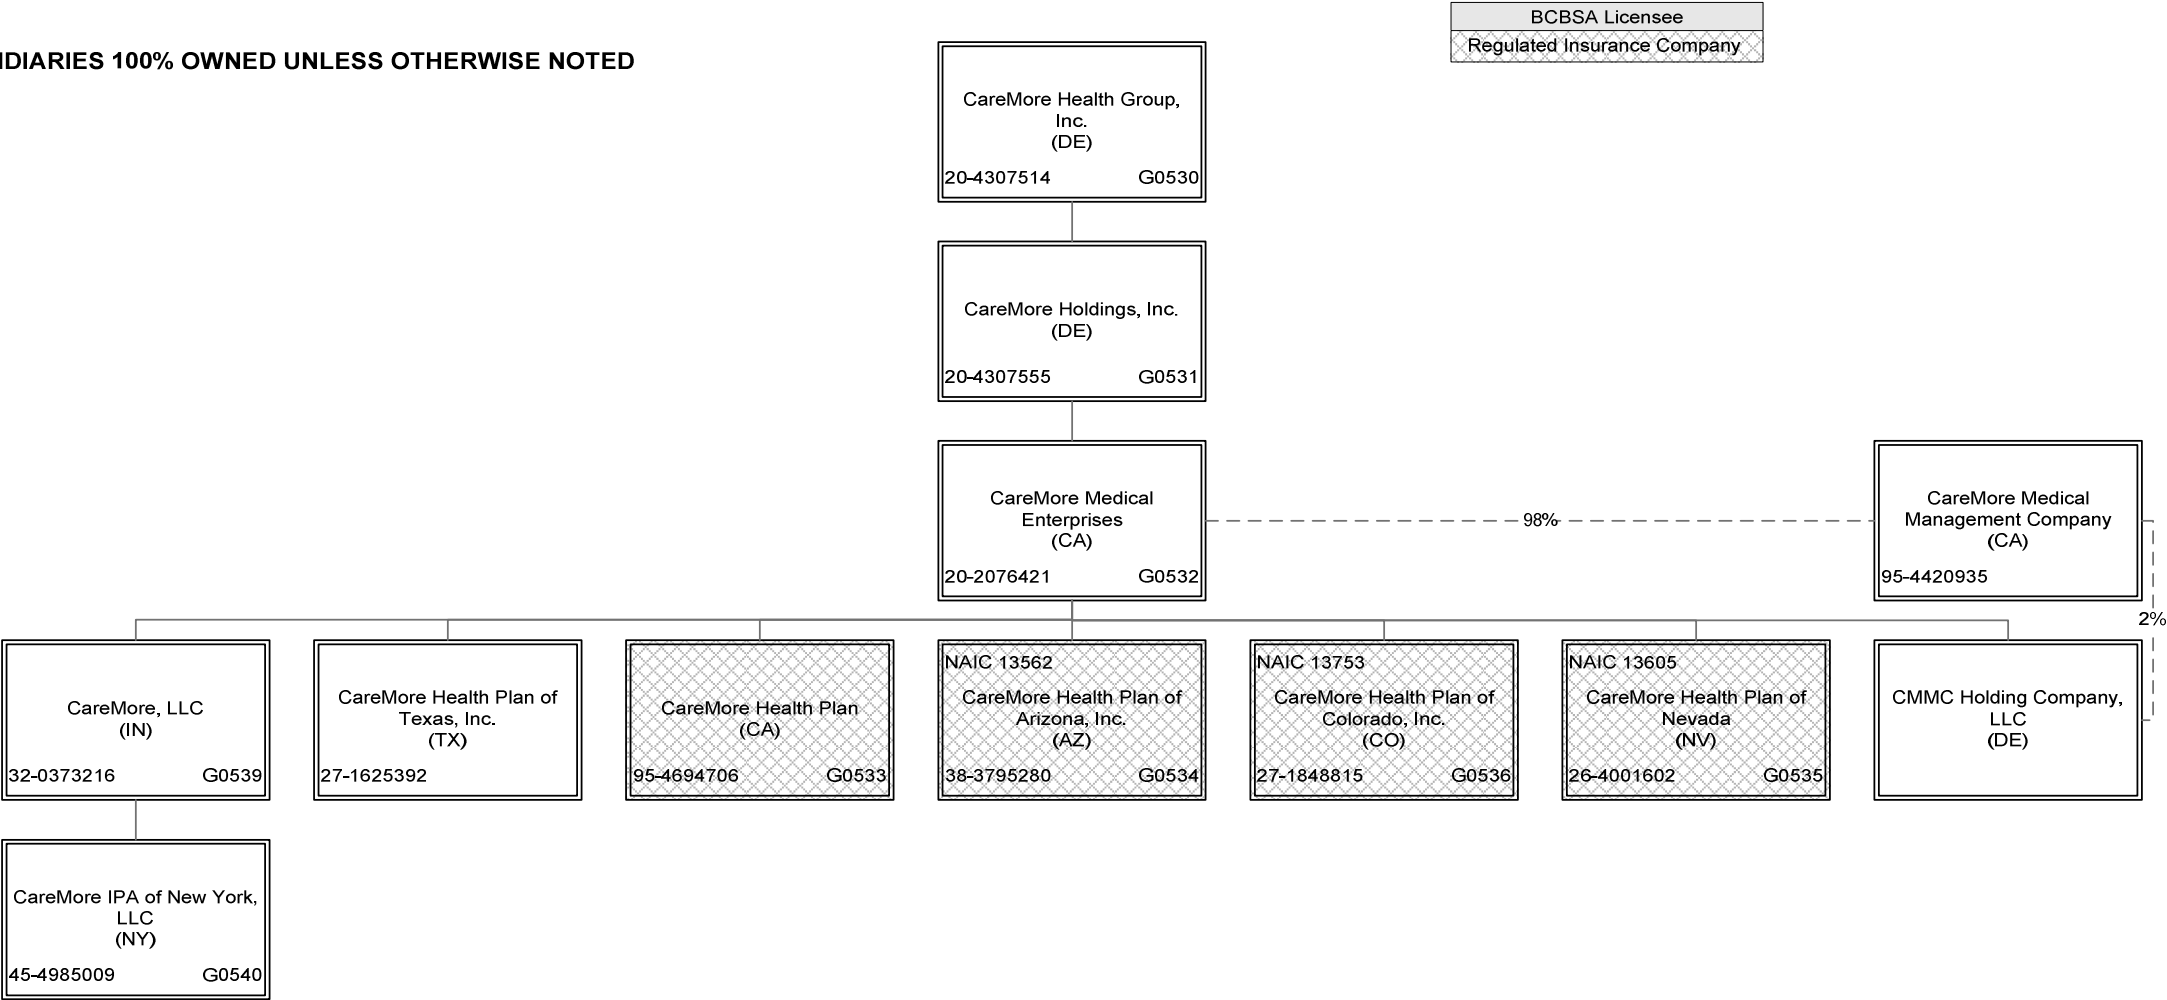 BCBSA Licensee
Regulated Insurance Company
IDIARIES 100% OWNED UNLESS OTHERWISE NOTED
CareMore Health Group,
Inc.
(DE)
20-4307514 G0530
CareMore Holdings, Inc.
(DE)
20-4307555 G0531
CareMore Medical
Enterprises
(CA)
20-2076421 G0532
98%
CareMore Medical
Management Company
(CA)
95-4420935
2%
CareMore, LLC
(IN)
32-0373216 G0539
CareMore Health Plan of
Texas, Inc.
(TX)
27-1625392
CareMore Health Plan
(CA)
95-4694706 G0533
NAIC 13562
CareMore Health Plan of
Arizona, Inc.
(AZ)
38-3795280 G0534
NAIC 13753
CareMore Health Plan of
Colorado, Inc.
(CO)
27-1848815 G0536
NAIC 13605
CareMore Health Plan of
Nevada
(NV)
26-4001602 G0535
CMMC Holding Company,
LLC
(DE)
CareMore IPA of New York,
LLC
(NY)
45-4985009 G0540